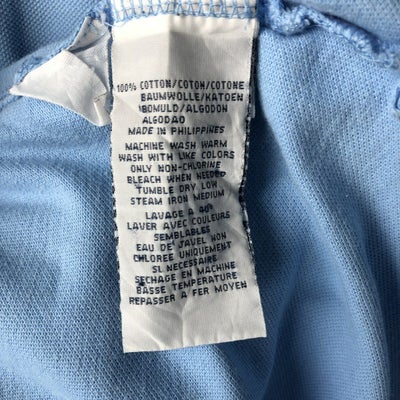 100% COTTON/COTON/COTONE
BAUMWOLLE/KATOEN
BOMULD/ALGODON
ALGODAO
MADE IN PHILIPPINES
MACHINE WASH WARM
WASH WITH LIKE COLORS
ONLY NON-CHLORINE
BLEACH WHEN NEEDED
TUMBLE DRY LOW
STEAM IRON MEDIUM
LAVAGE A 40°
LAVER AVEC COULEURS
SEMBLABLES
EAU DE JAVEL NON
CHLOREE UNIQUEMENT
SI NECESSAIRE
SECHAGE EN MACHINE
BASSE TEMPERATURE
REPASSER A FER MOYEN